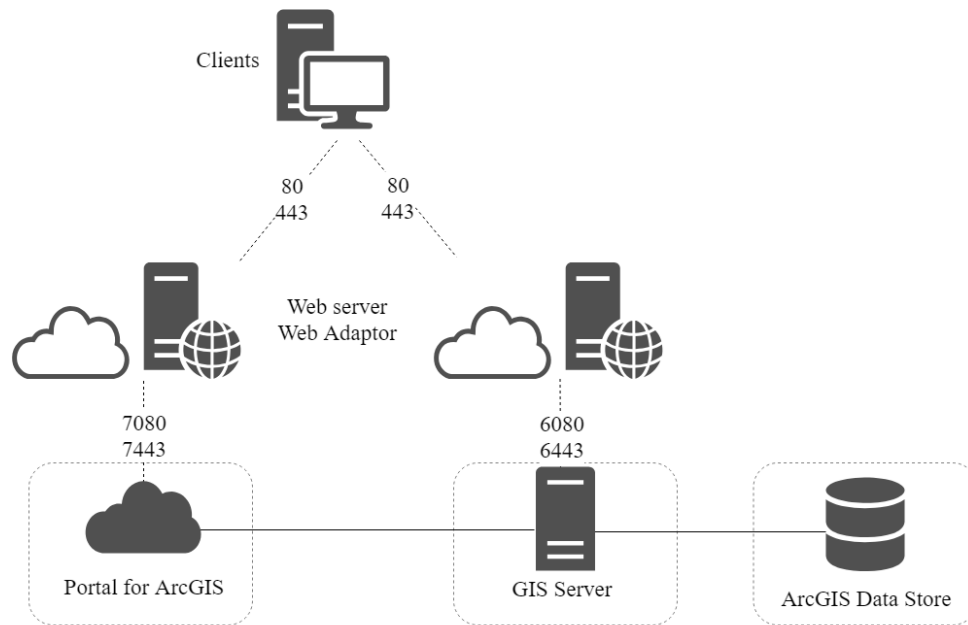 Clients
80
443
80
443
Web server
Web Adaptor
7080
7443
6080
6443
Portal for ArcGIS
GIS Server
ArcGIS Data Store